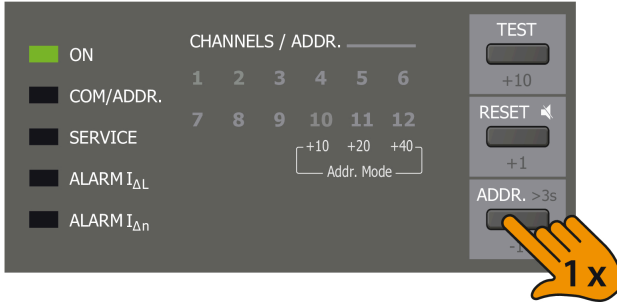 ON
COM/ADDR.
SERVICE
ALARM IΔL
ALARM IΔn
CHANNELS / ADDR.
1 2 3 4 5 6
7 8 9 10 11 12
+10 +20 +40
Addr. Mode
TEST
+10
RESET
+1
ADDR. >3s
-1
1 x